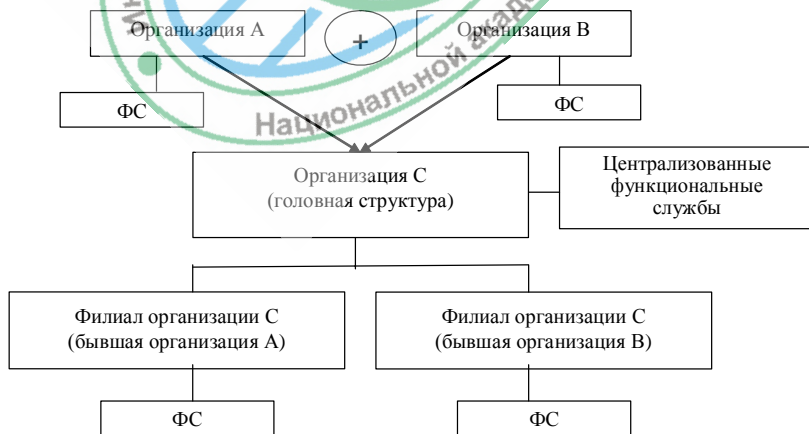 Организация А
+
Организация В
ФС
ФС
Национальной
Организация С
(головная структура)
Централизованные
функциональные
службы
Филиал организации С
(бывшая организация А)
Филиал организации С
(бывшая организация В)
ФС
ФС